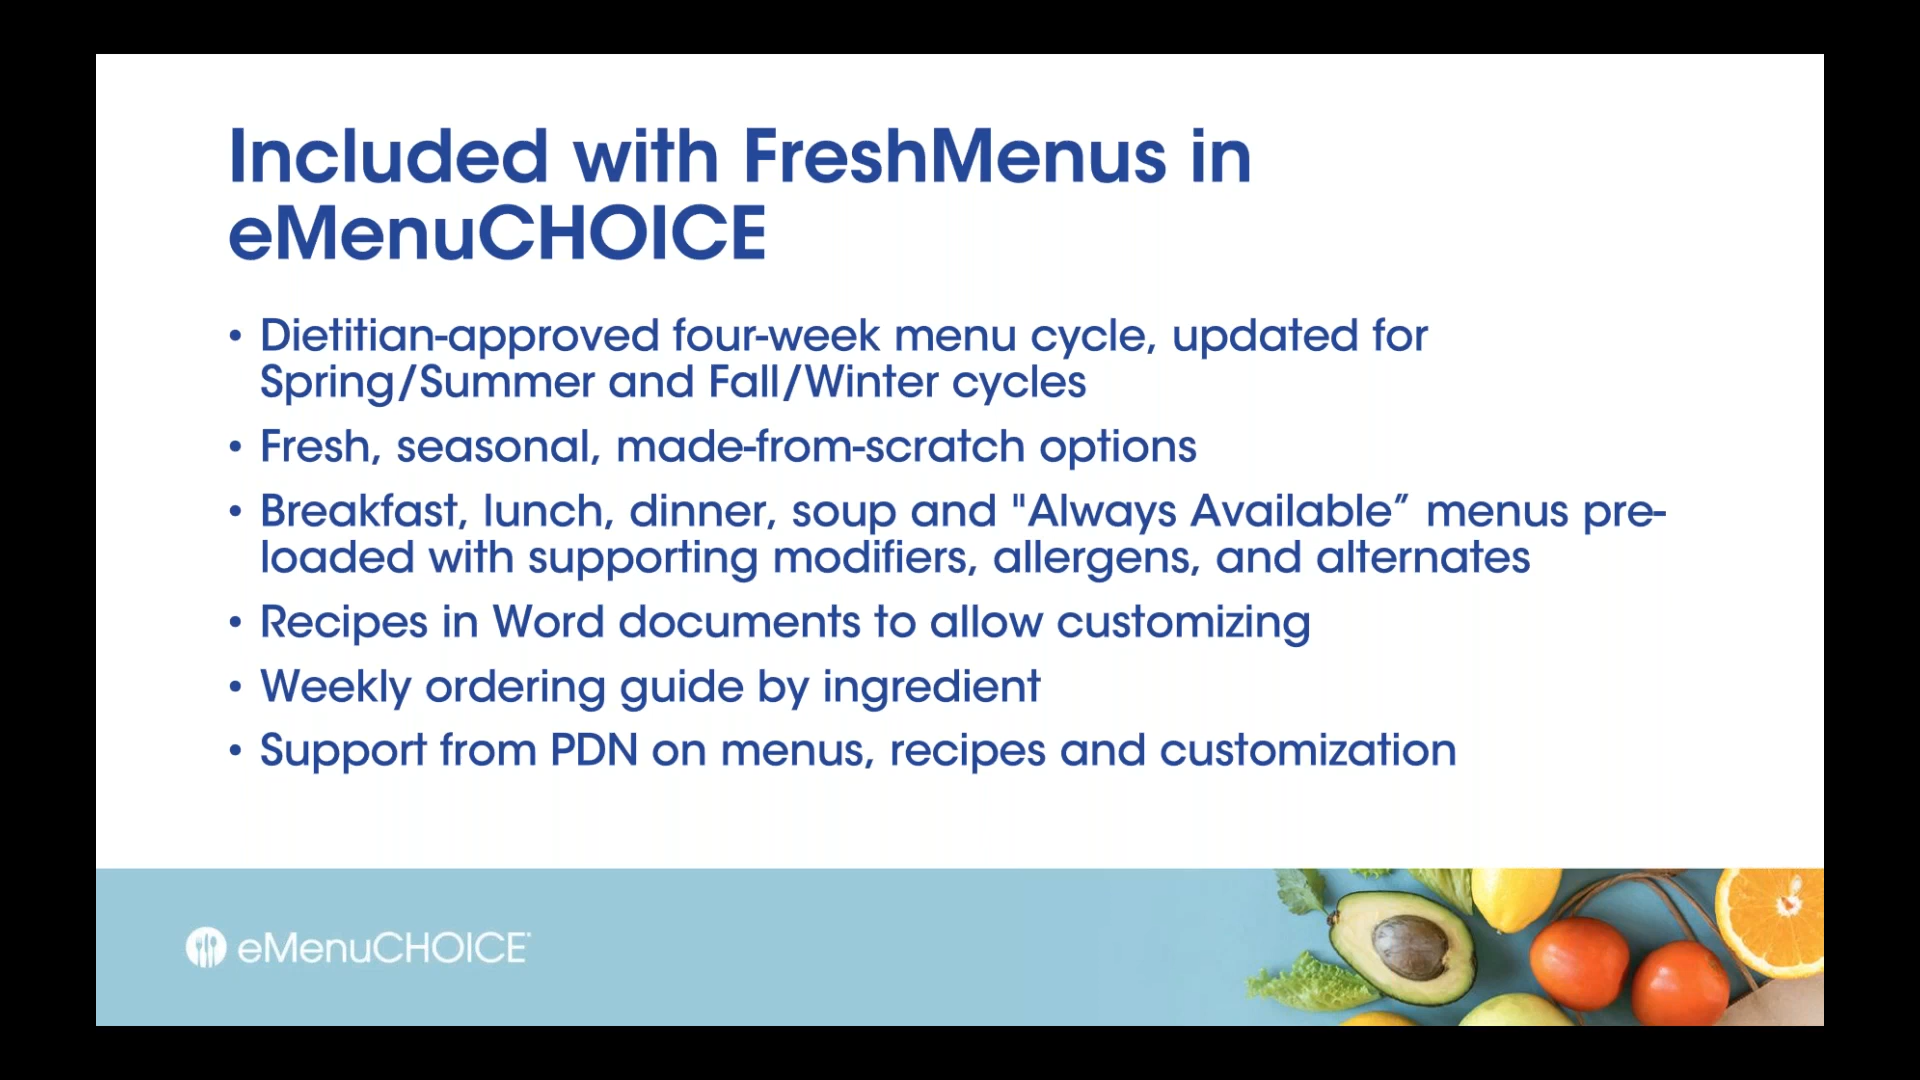 Included with FreshMenus in
eMenuCHOICE
• Dietitian-approved four-week menu cycle, updated for
Spring/Summer and Fall/Winter cycles
• Fresh, seasonal, made-from-scratch options
• Breakfast, lunch, dinner, soup and "Always Available” menus pre-
loaded with supporting modifiers, allergens, and alternates
• Recipes in Word documents to allow customizing
• Weekly ordering guide by ingredient
• Support from PDN on menus, recipes and customization
eMenuCHOICE